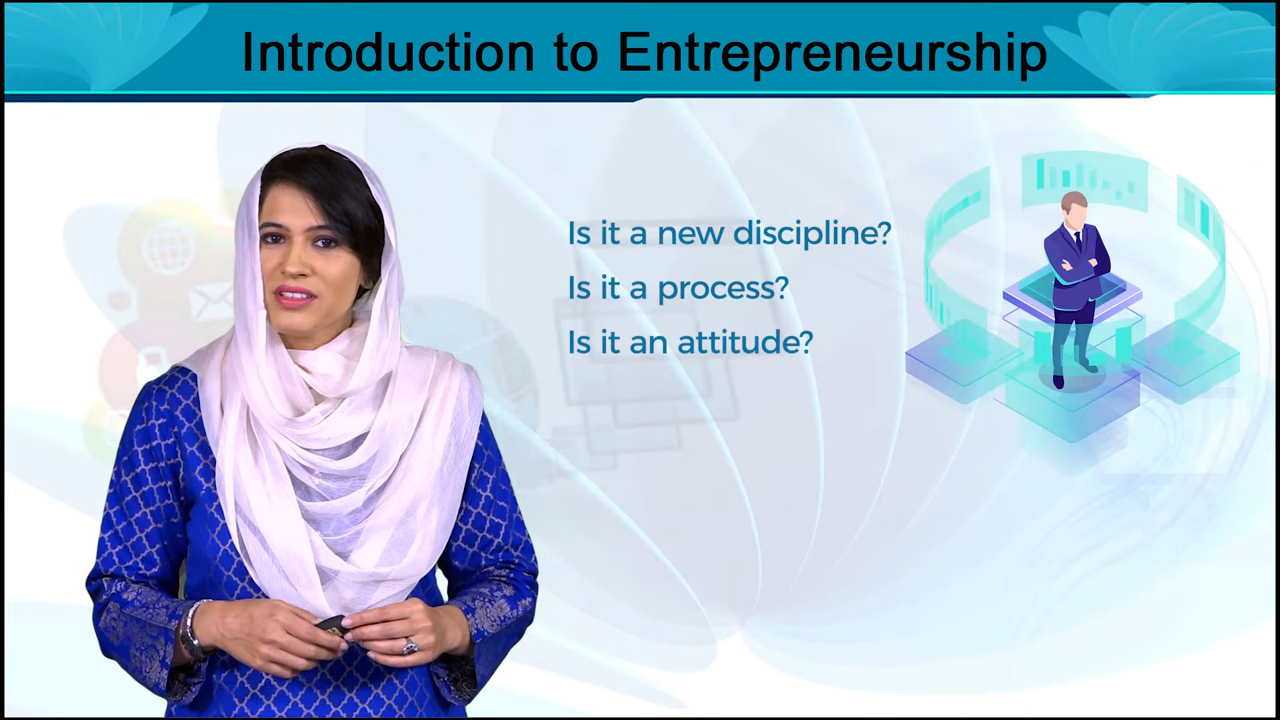 Introduction to Entrepreneurship
Is it a new discipline?
Is it a process?
Is it an attitude?